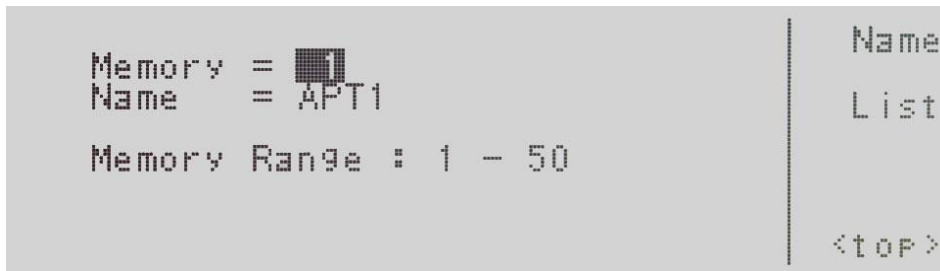 Memory = 1
Name = APT1
Memory Range : 1 - 50
Name
List
<top>